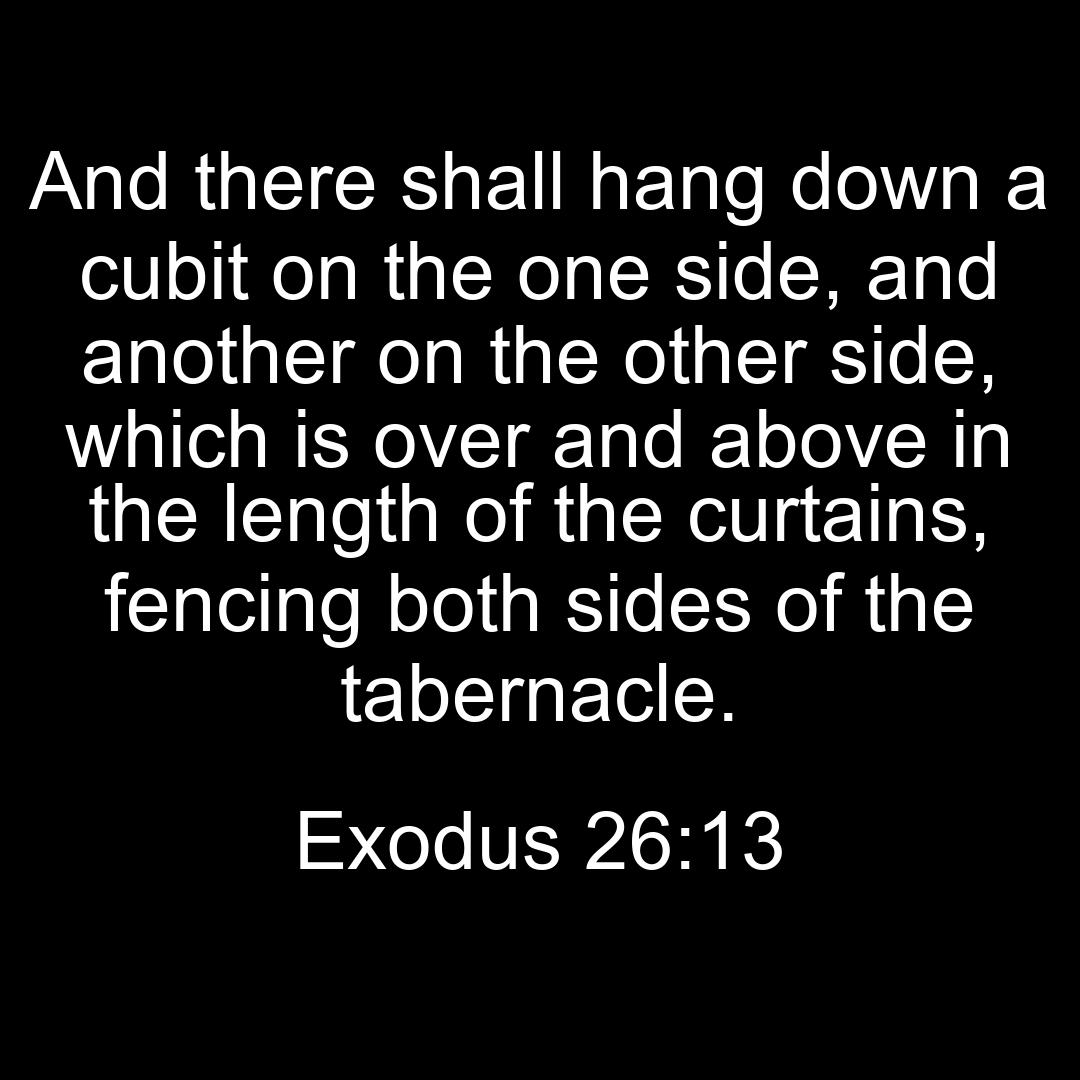 And there shall hang down a
cubit on the one side, and
another on the other side,
which is over and above in
the length of the curtains,
fencing both sides of the
tabernacle.
Exodus 26:13